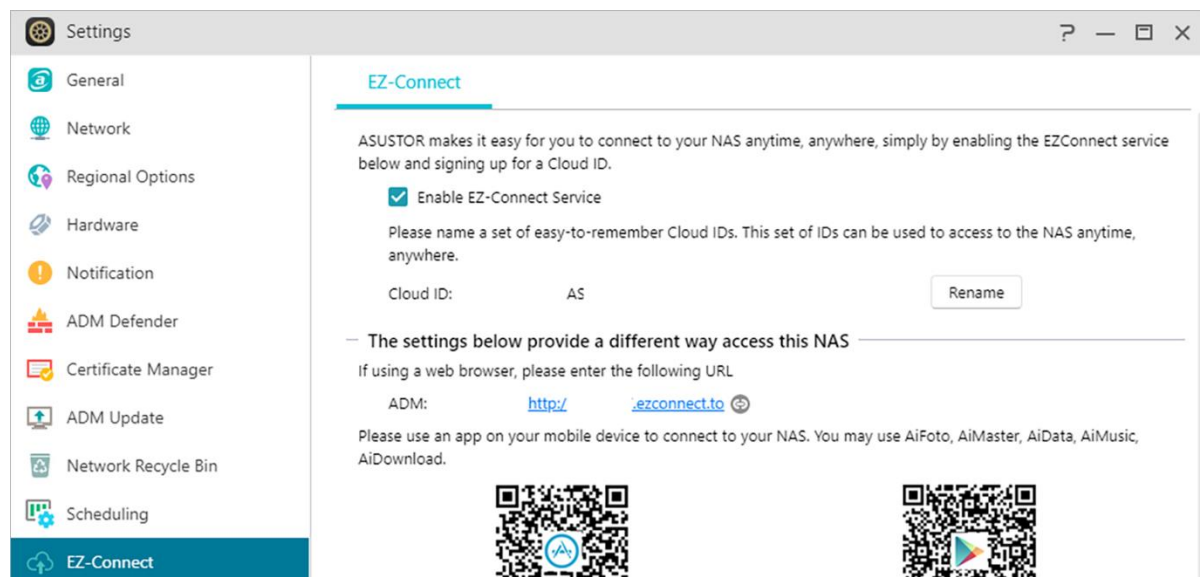 Settings
General
Network
Regional Options
Hardware
Notification
ADM Defender
Certificate Manager
ADM Update
Network Recycle Bin
Scheduling
EZ-Connect
EZ-Connect
ASUSTOR makes it easy for you to connect to your NAS anytime, anywhere, simply by enabling the EZConnect service
below and signing up for a Cloud ID.
Enable EZ-Connect Service
Please name a set of easy-to-remember Cloud IDs. This set of IDs can be used to access to the NAS anytime,
anywhere.
Cloud ID: AS Rename
The settings below provide a different way access this NAS
If using a web browser, please enter the following URL
ADM: http:/ .ezconnect.to
Please use an app on your mobile device to connect to your NAS. You may use AiFoto, AiMaster, AiData, AiMusic,
AiDownload.